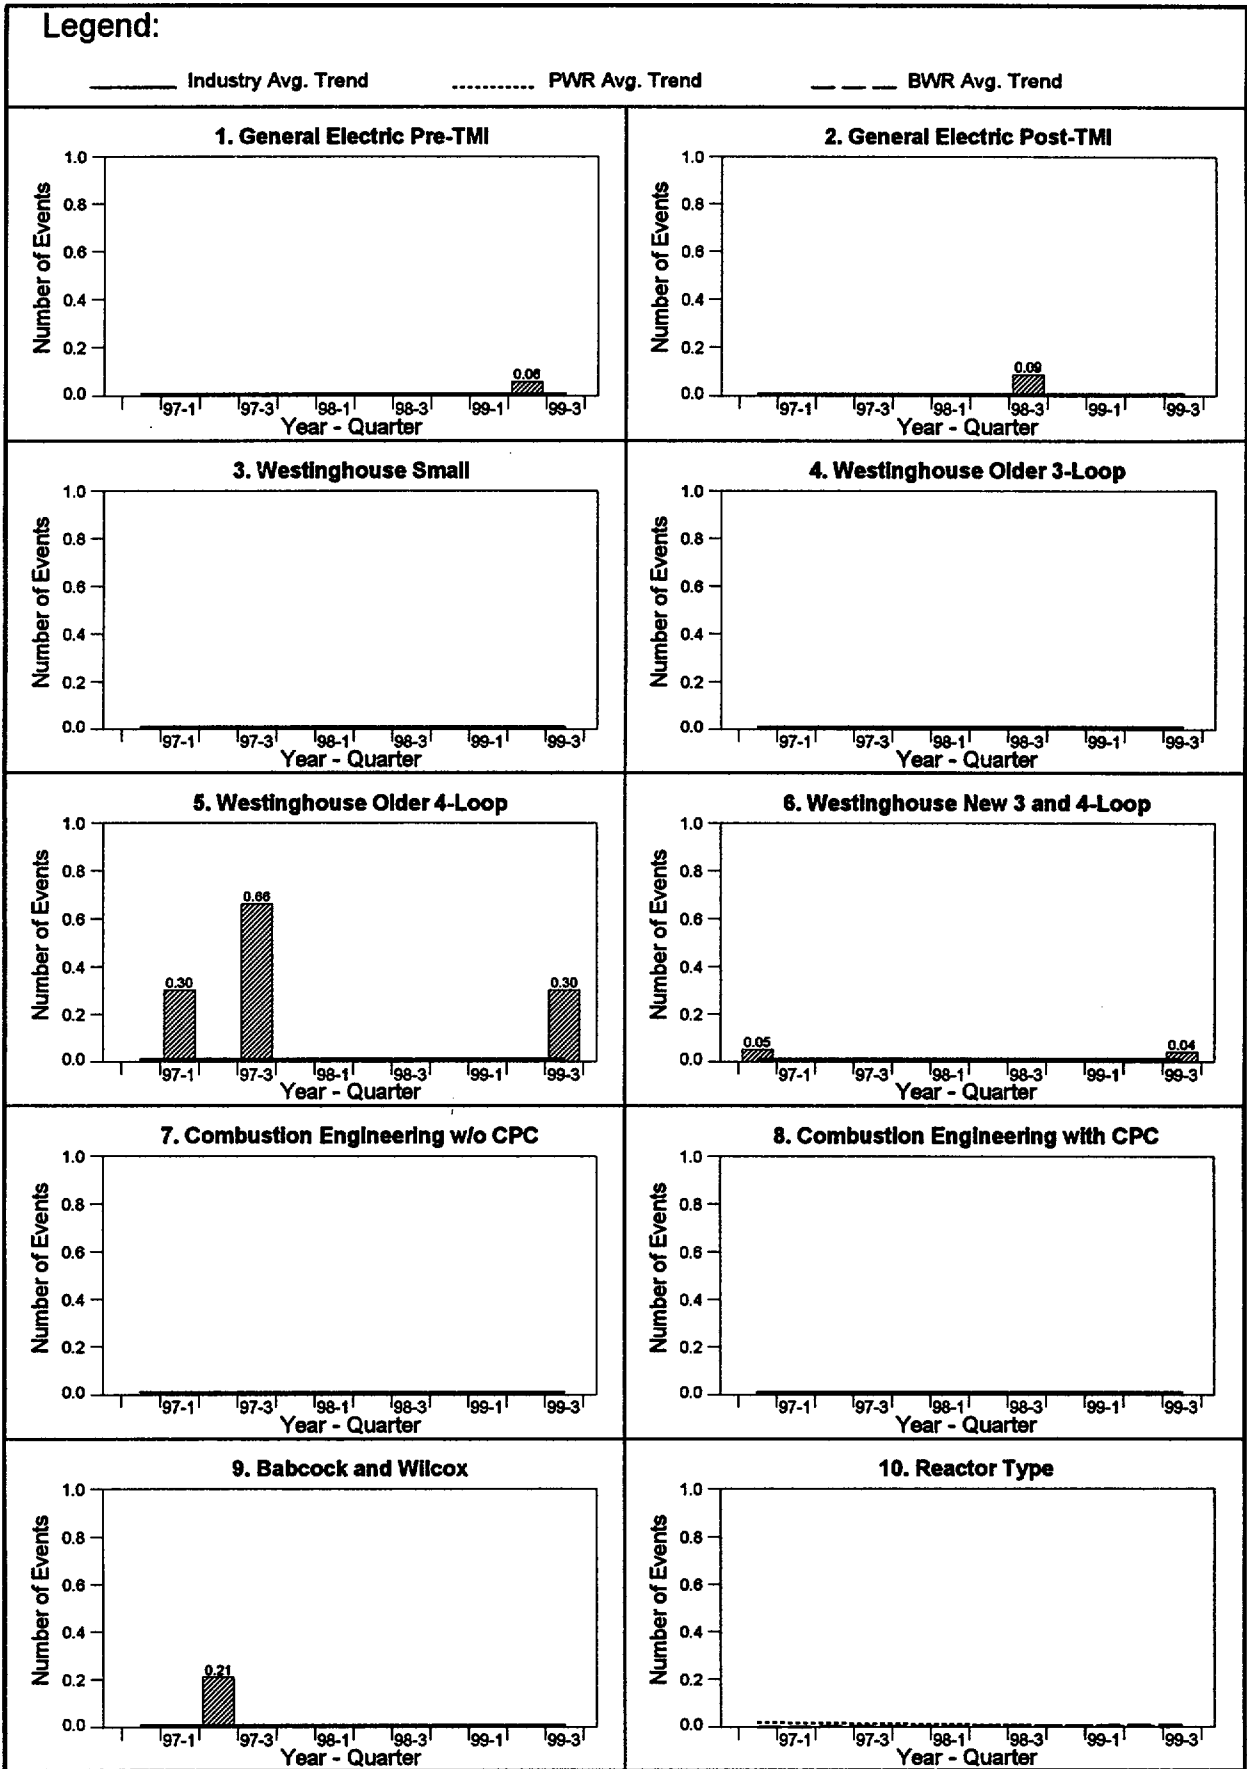 Legend:
Industry Avg. Trend PWR Avg. Trend BWR Avg. Trend
1. General Electric Pre-TMI
Number of Events
1.0
0.8
0.6
0.4
0.2
0.0
0.06
97-1 97-3 98-1 98-3 99-1 99-3
Year - Quarter
2. General Electric Post-TMI
Number of Events
1.0
0.8
0.6
0.4
0.2
0.0
0.09
97-1 97-3 98-1 98-3 99-1 99-3
Year - Quarter
3. Westinghouse Small
Number of Events
1.0
0.8
0.6
0.4
0.2
0.0
97-1 97-3 98-1 98-3 99-1 99-3
Year - Quarter
4. Westinghouse Older 3-Loop
Number of Events
1.0
0.8
0.6
0.4
0.2
0.0
97-1 97-3 98-1 98-3 99-1 99-3
Year - Quarter
5. Westinghouse Older 4-Loop
Number of Events
1.0
0.8
0.6
0.4
0.2
0.0
0.30 0.66 0.30
97-1 97-3 98-1 98-3 99-1 99-3
Year - Quarter
6. Westinghouse New 3 and 4-Loop
Number of Events
1.0
0.8
0.6
0.4
0.2
0.0
0.05 0.04
97-1 97-3 98-1 98-3 99-1 99-3
Year - Quarter
7. Combustion Engineering w/o CPC
Number of Events
1.0
0.8
0.6
0.4
0.2
0.0
97-1 97-3 98-1 98-3 99-1 99-3
Year - Quarter
8. Combustion Engineering with CPC
Number of Events
1.0
0.8
0.6
0.4
0.2
0.0
97-1 97-3 98-1 98-3 99-1 99-3
Year - Quarter
9. Babcock and Wilcox
Number of Events
1.0
0.8
0.6
0.4
0.2
0.0
0.21
97-1 97-3 98-1 98-3 99-1 99-3
Year - Quarter
10. Reactor Type
Number of Events
1.0
0.8
0.6
0.4
0.2
0.0
97-1 97-3 98-1 98-3 99-1 99-3
Year - Quarter